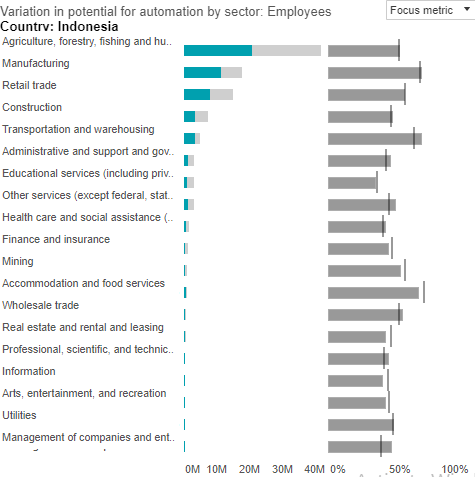 Variation in potential for automation by sector: Employees
Focus metric
Country: Indonesia
Agriculture, forestry, fishing and hu..
Manufacturing
Retail trade
Construction
Transportation and warehousing
Administrative and support and gov..
Educational services (including priv..
Other services (except federal, stat..
Health care and social assistance (..
Finance and insurance
Mining
Accommodation and food services
Wholesale trade
Real estate and rental and leasing
Professional, scientific, and technic..
Information
Arts, entertainment, and recreation
Utilities
Management of companies and ent..
0M 10M 20M 30M 40M 0% 50% 100%